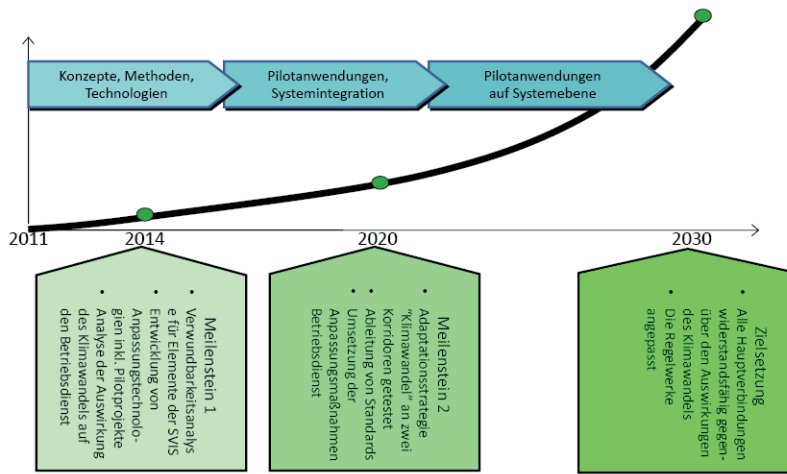 Konzepte, Methoden,
Technologien
Pilotanwendungen,
Systemintegration
Pilotanwendungen
auf Systemebene
2011
2014
2020
2030
Meilenstein 1
• Verwundbarkeitsanalys
e für Elemente der SVIS
• Entwicklung von
Anpassungstechnolo-
gien inkl. Pilotprojekte
• Analyse der Auswirkung
des Klimawandels auf
den Betriebsdienst
Meilenstein 2
• Adaptationsstrategie
"Klimawandel" an zwei
Korridoren getestet
• Ableitung von Standards
• Umsetzung der
Anpassungsmaßnahmen
Betriebsdienst
Zielsetzung
• Alle Hauptverbindungen
widerstandsfähig gegen-
über den Auswirkungen
des Klimawandels
• Die Regelwerke
angepasst